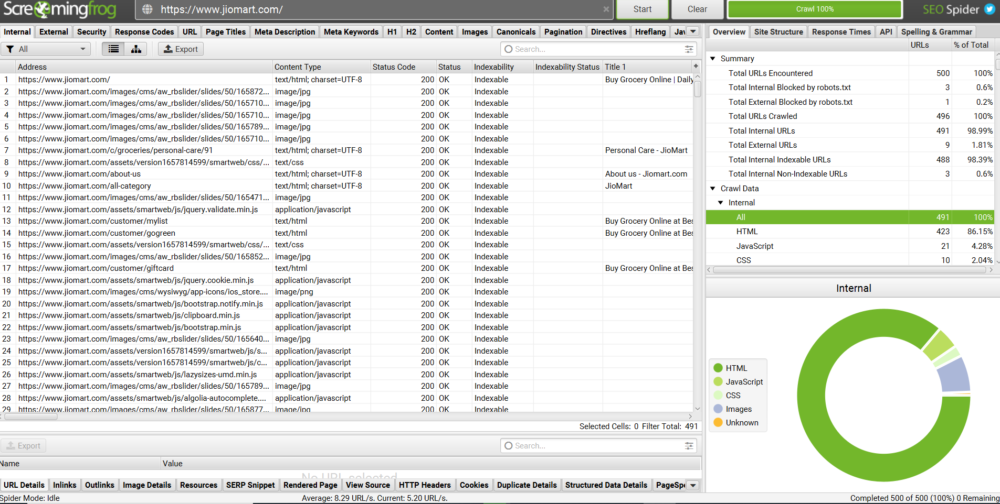 Screamingfrog
https://www.jiomart.com/
Start
Clear
Crawl 100%
SEO Spider
Internal External Security Response Codes URL Page Titles Meta Description Meta Keywords H1 H2 Content Images Canonicals Pagination Directives Hreflang
All
Export
Search...
Address Content Type Status Code Status Indexability Indexability Status Title 1
1 https://www.jiomart.com/ text/html; charset=UTF-8 200 OK Indexable Buy Grocery Online | Daily
2 https://www.jiomart.com/images/cms/aw_rbslider/slides/50/165872... image/jpg 200 OK Indexable
3 https://www.jiomart.com/images/cms/aw_rbslider/slides/50/165710... image/jpg 200 OK Indexable
4 https://www.jiomart.com/images/cms/aw_rbslider/slides/50/165710... image/jpg 200 OK Indexable
5 https://www.jiomart.com/images/cms/aw_rbslider/slides/50/165789... image/jpg 200 OK Indexable
6 https://www.jiomart.com/images/cms/aw_rbslider/slides/50/165710... image/jpg 200 OK Indexable
7 https://www.jiomart.com/c/groceries/personal-care/91 text/html; charset=UTF-8 200 OK Indexable Personal Care - JioMart
8 https://www.jiomart.com/assets/version1657814599/smartweb/css/... text/css 200 OK Indexable
9 https://www.jiomart.com/about-us text/html; charset=UTF-8 200 OK Indexable About us - Jiomart.com
10 https://www.jiomart.com/all-category text/html; charset=UTF-8 200 OK Indexable JioMart
11 https://www.jiomart.com/images/cms/aw_rbslider/slides/50/165471... image/jpg 200 OK Indexable
12 https://www.jiomart.com/assets/smartweb/js/jquery.validate.min.js application/javascript 200 OK Indexable
13 https://www.jiomart.com/customer/mylist text/html 200 OK Indexable Buy Grocery Online at Bes
14 https://www.jiomart.com/customer/gogreen text/html 200 OK Indexable Buy Grocery Online at Bes
15 https://www.jiomart.com/assets/version1657814599/smartweb/css/... text/css 200 OK Indexable
16 https://www.jiomart.com/images/cms/aw_rbslider/slides/50/165852... image/jpg 200 OK Indexable
17 https://www.jiomart.com/customer/giftcard text/html 200 OK Indexable Buy Grocery Online at Bes
18 https://www.jiomart.com/assets/smartweb/js/jquery.cookie.min.js application/javascript 200 OK Indexable
19 https://www.jiomart.com/images/cms/wysiwyg/app-icons/ios_store.... image/png 200 OK Indexable
20 https://www.jiomart.com/assets/smartweb/js/bootstrap.notify.min.js application/javascript 200 OK Indexable
21 https://www.jiomart.com/assets/smartweb/js/clipboard.min.js application/javascript 200 OK Indexable
22 https://www.jiomart.com/assets/smartweb/js/bootstrap.min.js application/javascript 200 OK Indexable
23 https://www.jiomart.com/images/cms/aw_rbslider/slides/50/165640... image/jpg 200 OK Indexable
24 https://www.jiomart.com/assets/version1657814599/smartweb/js/s... application/javascript 200 OK Indexable
25 https://www.jiomart.com/assets/version1657814599/smartweb/js/c... application/javascript 200 OK Indexable
26 https://www.jiomart.com/assets/smartweb/js/lazysizes-umd.min.js application/javascript 200 OK Indexable
27 https://www.jiomart.com/images/cms/aw_rbslider/slides/50/165789... image/jpg 200 OK Indexable
28 https://www.jiomart.com/assets/smartweb/js/algolia-autocomplete.... application/javascript 200 OK Indexable
29 https://www.jiomart.com/images/cms/aw_rbslider/slides/50/165877... image/jpg 200 OK Indexable
Selected Cells: 0 Filter Total: 491
Export
Search...
Name Value
No URL selected
URL Details Inlinks Outlinks Image Details Resources SERP Snippet Rendered Page View Source HTTP Headers Cookies Duplicate Details Structured Data Details PageSpe
Spider Mode: Idle
Average: 8.29 URL/s. Current: 5.20 URL/s.
Completed 500 of 500 (100%) 0 Remaining
Overview Site Structure Response Times API Spelling & Grammar
URLs % of Total
Summary
Total URLs Encountered 500 100%
Total Internal Blocked by robots.txt 3 0.6%
Total External Blocked by robots.txt 1 0.2%
Total URLs Crawled 496 100%
Total Internal URLs 491 98.99%
Total External URLs 9 1.81%
Total Internal Indexable URLs 488 98.39%
Total Internal Non-Indexable URLs 3 0.6%
Crawl Data
Internal
All 491 100%
HTML 423 86.15%
JavaScript 21 4.28%
CSS 10 2.04%
Internal
HTML
JavaScript
CSS
Images
Unknown